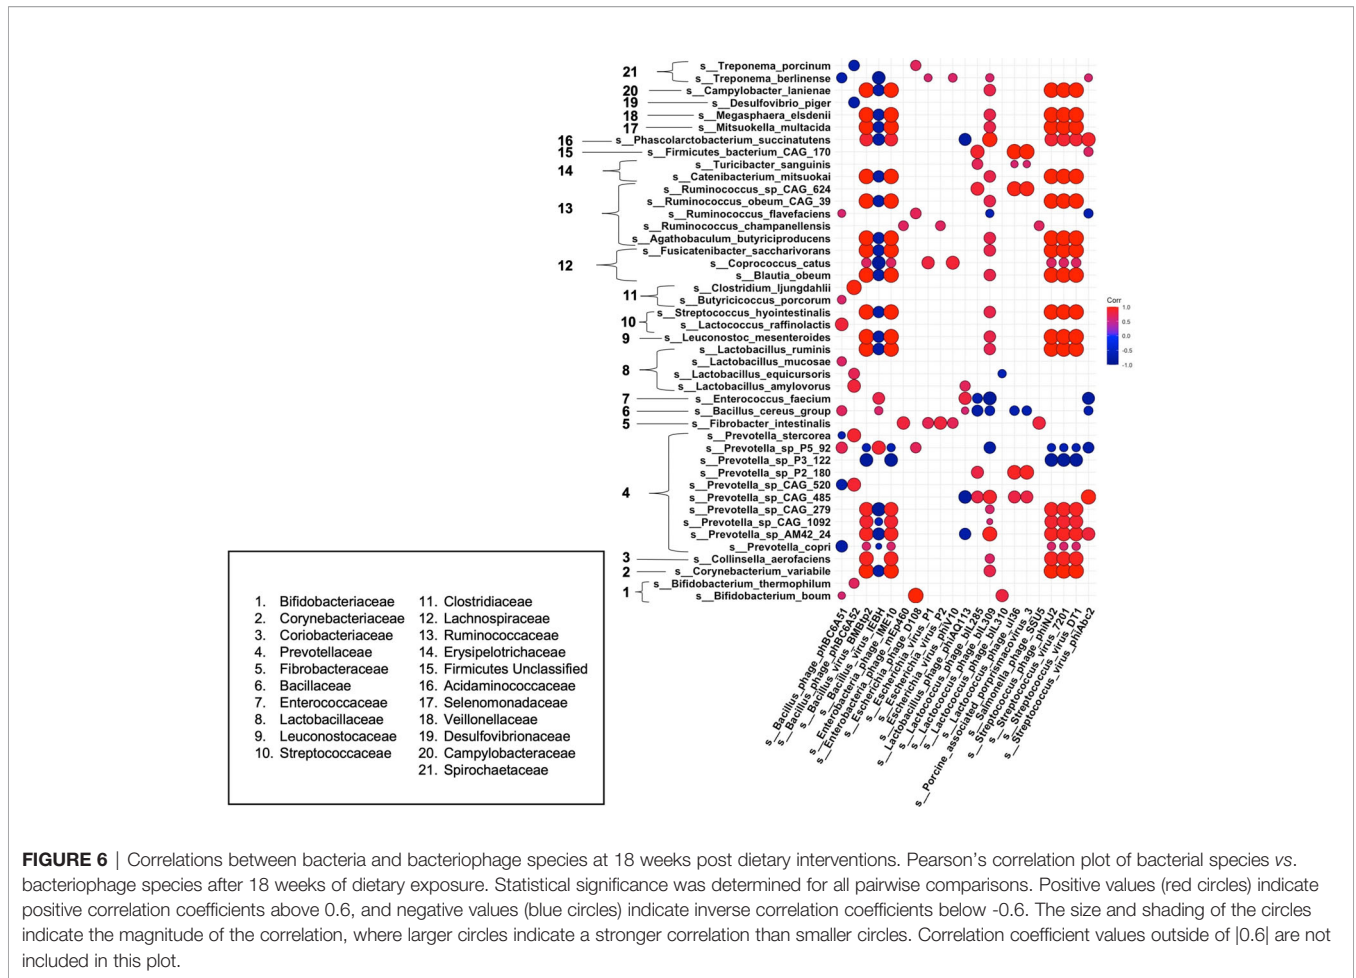 21
s__Treponema_porcinum
s__Treponema_berlinense
20
s__Campylobacter_lanienae
19
s__Desulfovibrio_piger
18
s__Megasphaera_elsdenii
17
s__Mitsuokella_multacida
16
s__Phascolarctobacterium_succinatutens
15
s__Firmicutes_bacterium_CAG_170
14
s__Turicibacter_sanguinis
s__Catenibacterium_mitsuokai
13
s__Ruminococcus_sp_CAG_624
s__Ruminococcus_obeum_CAG_39
s__Ruminococcus_flavefaciens
s__Ruminococcus_champanellensis
s__Agathobaculum_butyriciproducens
12
s__Fusicatenibacter_saccharivorans
s__Coprococcus_catus
s__Blautia_obeum
11
s__Clostridium_ljungdahlii
s__Butyricicoccus_porcorum
10
s__Streptococcus_hyointestinalis
s__Lactococcus_raffinolactis
9
s__Leuconostoc_mesenteroides
8
s__Lactobacillus_ruminis
s__Lactobacillus_mucosae
s__Lactobacillus_equicursoris
s__Lactobacillus_amylovorus
7
s__Enterococcus_faecium
6
s__Bacillus_cereus_group
5
s__Fibrobacter_intestinalis
4
s__Prevotella_stercorea
s__Prevotella_sp_P5_92
s__Prevotella_sp_P3_122
s__Prevotella_sp_P2_180
s__Prevotella_sp_CAG_520
s__Prevotella_sp_CAG_485
s__Prevotella_sp_CAG_279
s__Prevotella_sp_CAG_1092
s__Prevotella_sp_AM42_24
s__Prevotella_copri
3
s__Collinsella_aerofaciens
2
s__Corynebacterium_variabile
1
s__Bifidobacterium_thermophilum
s__Bifidobacterium_boum
Corr
1.0
0.5
0.0
-0.5
-1.0
s__Bacillus_phage_phBC6A51
s__Bacillus_phage_phBC6A52
s__Bacillus_virus_BMBtp2
s__Bacillus_virus_IEBH
s__Enterobacteria_phage_IME10
s__Enterobacteria_phage_mEp460
s__Escherichia_phage_D108
s__Escherichia_virus_P1
s__Escherichia_virus_P2
s__Escherichia_virus_phiV10
s__Lactobacillus_phage_phiAQ113
s__Lactococcus_phage_bIL285
s__Lactococcus_phage_bIL309
s__Lactococcus_phage_bIL310
s__Lactococcus_phage_ul36
s__Porcine_associated_porprismacovirus_3
s__Salmonella_phage_SSU5
s__Streptococcus_phage_phiNJ2
s__Streptococcus_virus_7201
s__Streptococcus_virus_DT1
s__Streptococcus_virus_phiAbc2
1. Bifidobacteriaceae
2. Corynebacteriaceae
3. Coriobacteriaceae
4. Prevotellaceae
5. Fibrobacteraceae
6. Bacillaceae
7. Enterococcaceae
8. Lactobacillaceae
9. Leuconostocaceae
10. Streptococcaceae
11. Clostridiaceae
12. Lachnospiraceae
13. Ruminococcaceae
14. Erysipelotrichaceae
15. Firmicutes Unclassified
16. Acidaminococcaceae
17. Selenomonadaceae
18. Veillonellaceae
19. Desulfovibrionaceae
20. Campylobacteraceae
21. Spirochaetaceae
FIGURE 6 | Correlations between bacteria and bacteriophage species at 18 weeks post dietary interventions. Pearson's correlation plot of bacterial species vs.
bacteriophage species after 18 weeks of dietary exposure. Statistical significance was determined for all pairwise comparisons. Positive values (red circles) indicate
positive correlation coefficients above 0.6, and negative values (blue circles) indicate inverse correlation coefficients below -0.6. The size and shading of the circles
indicate the magnitude of the correlation, where larger circles indicate a stronger correlation than smaller circles. Correlation coefficient values outside of |0.6| are not
included in this plot.